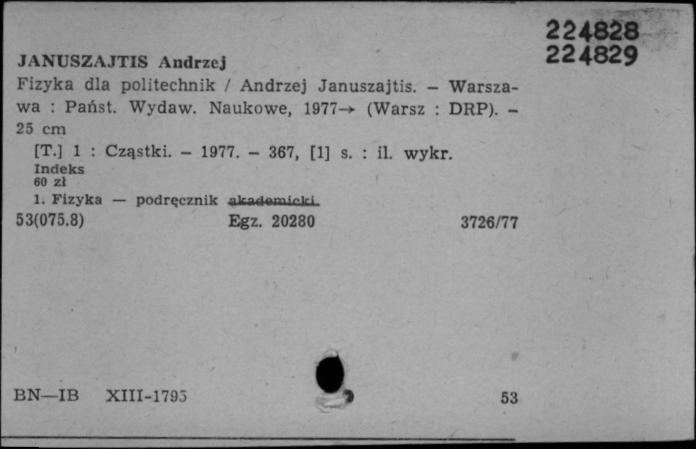 224828
224829
JANUSZAJTIS Andrzej
Fizyka dla politechnik / Andrzej Januszajtis. – Warsza-
wa : Państ. Wydaw. Naukowe, 1977→ (Warsz : DRP). –
25 cm
[T.] 1 : Cząstki. – 1977. – 367, [1] s. : il. wykr.
Indeks
60 zł
1. Fizyka — podręcznik akademicki.
53(075.8) Egz. 20280 3726/77
BN—IB XIII-1795 53